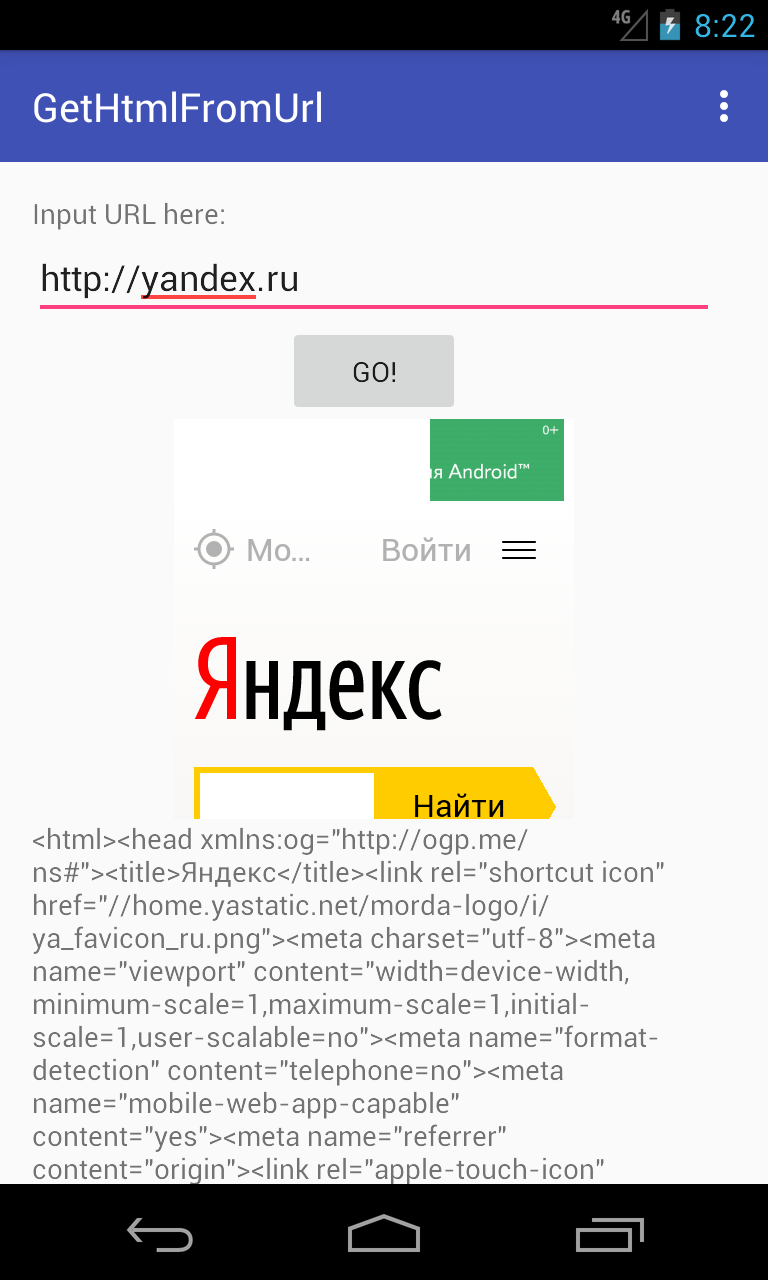 4G 8:22
GetHtmlFromUrl
Input URL here:
http://yandex.ru
GO!
0+
ия Android™
Мо...
Войти
Яндекс
Найти
<html><head xmlns:og="http://ogp.me/
ns#"><title>Яндекс</title><link rel="shortcut icon"
href="//home.yastatic.net/morda-logo/i/
ya_favicon_ru.png"><meta charset="utf-8"><meta
name="viewport" content="width=device-width,
minimum-scale=1,maximum-scale=1,initial-
scale=1,user-scalable=no"><meta name="format-
detection" content="telephone=no"><meta
name="mobile-web-app-capable"
content="yes"><meta name="referrer"
content="origin"><link rel="apple-touch-icon"